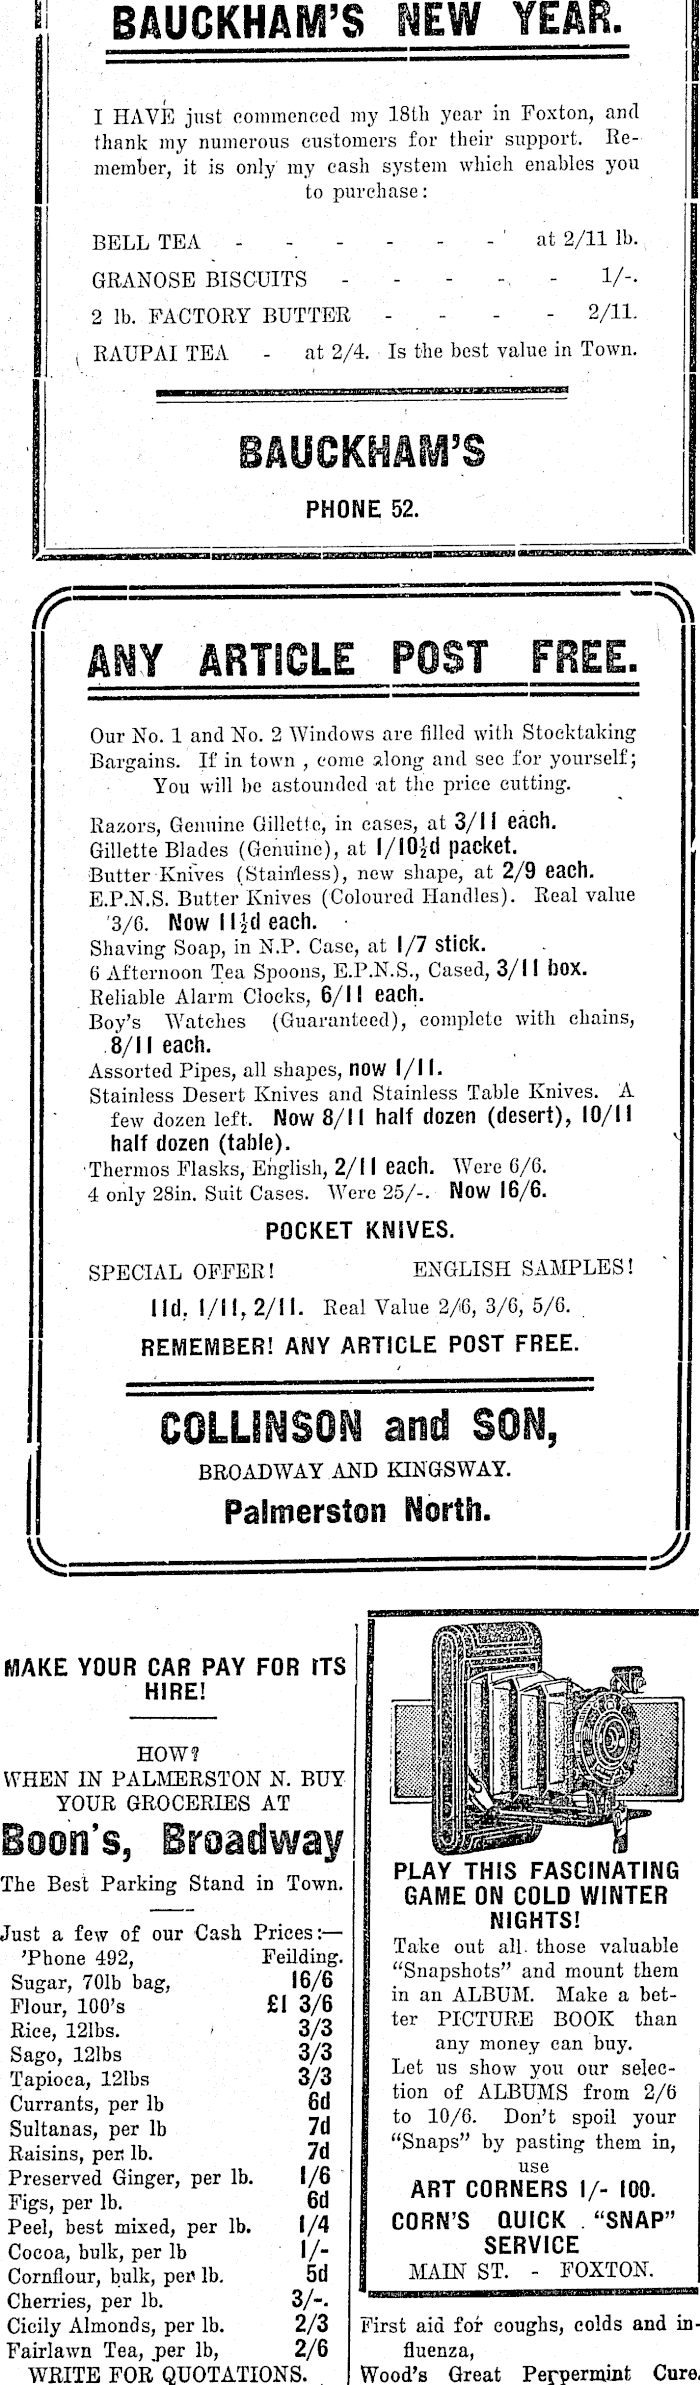 BAUCKHAM'S NEW YEAR.
I HAVE just commenced my 18th year in Foxton, and
thank my numerous customers for their support. Re-
member, it is only my cash system which enables you
to purchase:
BELL TEA - - - - - - at 2/11 lb.
GRANOSE BISCUITS - - - - - 1/-.
2 lb. FACTORY BUTTER - - - - 2/11.
RAUPAI TEA - at 2/4. Is the best value in Town.
BAUCKHAM'S
PHONE 52.
ANY ARTICLE POST FREE.
Our No. 1 and No. 2 Windows are filled with Stocktaking
Bargains. If in town , come along and see for yourself;
You will be astounded at the price cutting.
Razors, Genuine Gillette, in cases, at 3/11 each.
Gillette Blades (Genuine), at 1/10½d packet.
Butter Knives (Stainless), new shape, at 2/9 each.
E.P.N.S. Butter Knives (Coloured Handles). Real value
3/6. Now 11½d each.
Shaving Soap, in N.P. Case, at 1/7 stick.
6 Afternoon Tea Spoons, E.P.N.S., Cased, 3/11 box.
Reliable Alarm Clocks, 6/11 each.
Boy's Watches (Guaranteed), complete with chains,
8/11 each.
Assorted Pipes, all shapes, now 1/11.
Stainless Desert Knives and Stainless Table Knives. A
few dozen left. Now 8/11 half dozen (desert), 10/11
half dozen (table).
Thermos Flasks, English, 2/11 each. Were 6/6.
4 only 28in. Suit Cases. Were 25/-. Now 16/6.
POCKET KNIVES.
SPECIAL OFFER! ENGLISH SAMPLES!
11d, 1/11, 2/11. Real Value 2/6, 3/6, 5/6.
REMEMBER! ANY ARTICLE POST FREE.
COLLINSON and SON,
BROADWAY AND KINGSWAY.
Palmerston North.
MAKE YOUR CAR PAY FOR ITS
HIRE!
HOW?
WHEN IN PALMERSTON N. BUY
YOUR GROCERIES AT
Boon's, Broadway
The Best Parking Stand in Town.
Just a few of our Cash Prices:—
'Phone 492, Feilding.
Sugar, 70lb bag, 16/6
Flour, 100's £1 3/6
Rice, 12lbs. 3/3
Sago, 12lbs 3/3
Tapioca, 12lbs 3/3
Currants, per lb 6d
Sultanas, per lb 7d
Raisins, per lb. 7d
Preserved Ginger, per lb. 1/6
Figs, per lb. 6d
Peel, best mixed, per lb. 1/4
Cocoa, bulk, per lb 1/-
Cornflour, bulk, per lb. 5d
Cherries, per lb. 3/-.
Cicily Almonds, per lb. 2/3
Fairlawn Tea, per lb, 2/6
WRITE FOR QUOTATIONS.
PLAY THIS FASCINATING
GAME ON COLD WINTER
NIGHTS!
Take out all those valuable
"Snapshots" and mount them
in an ALBUM. Make a bet-
ter PICTURE BOOK than
any money can buy.
Let us show you our selec-
tion of ALBUMS from 2/6
to 10/6. Don't spoil your
"Snaps" by pasting them in,
use
ART CORNERS 1/- 100.
CORN'S QUICK "SNAP"
SERVICE
MAIN ST. - FOXTON.
First aid for coughs, colds and in-
fluenza,
Wood's Great Peppermint Cure.